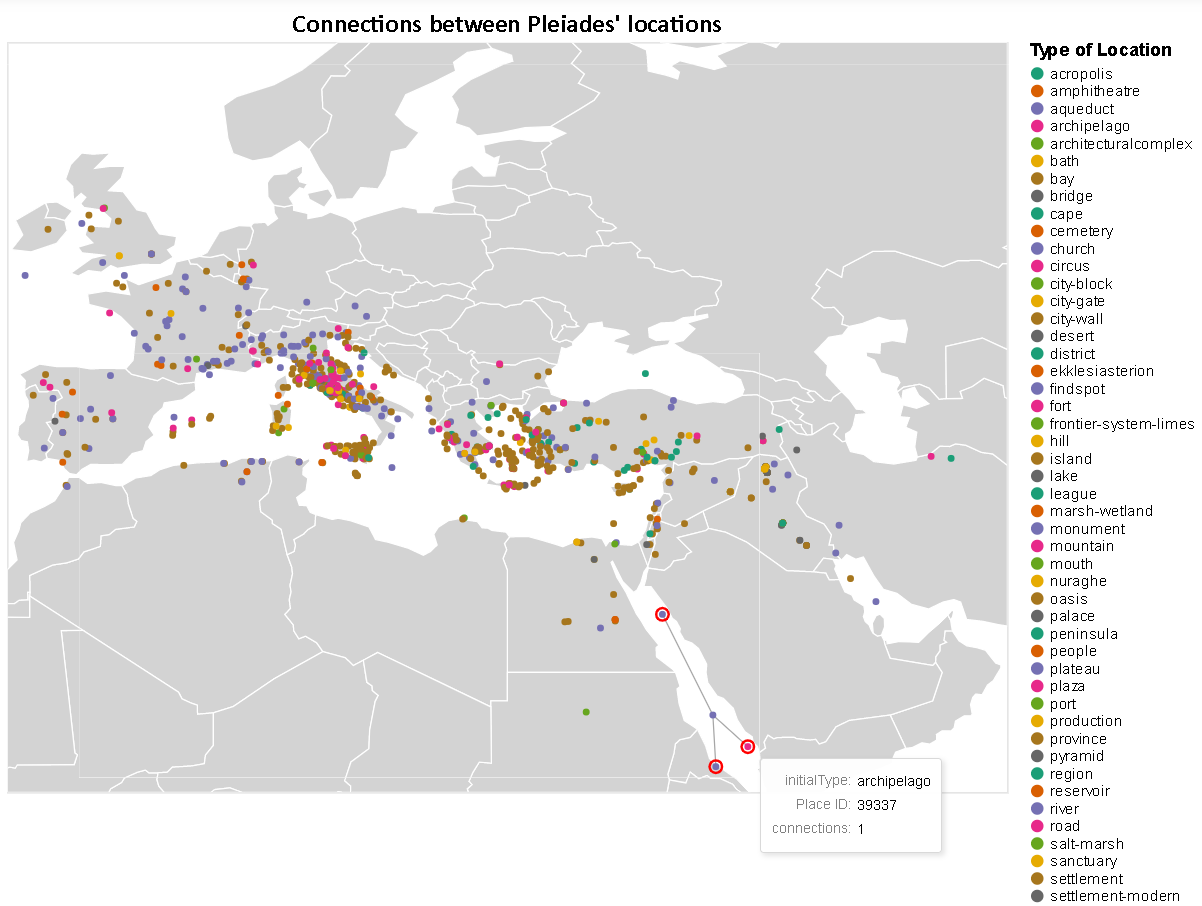 Connections between Pleiades' locations
Type of Location
acropolis
amphitheatre
aqueduct
archipelago
architecturalcomplex
bath
bay
bridge
cape
cemetery
church
circus
city-block
city-gate
city-wall
desert
district
ekklesiasterion
findspot
fort
frontier-system-limes
hill
island
lake
league
marsh-wetland
monument
mountain
mouth
nuraghe
oasis
palace
peninsula
people
plateau
plaza
port
production
province
pyramid
region
reservoir
river
road
salt-marsh
sanctuary
settlement
settlement-modern
initialType: archipelago
Place ID: 39337
connections: 1